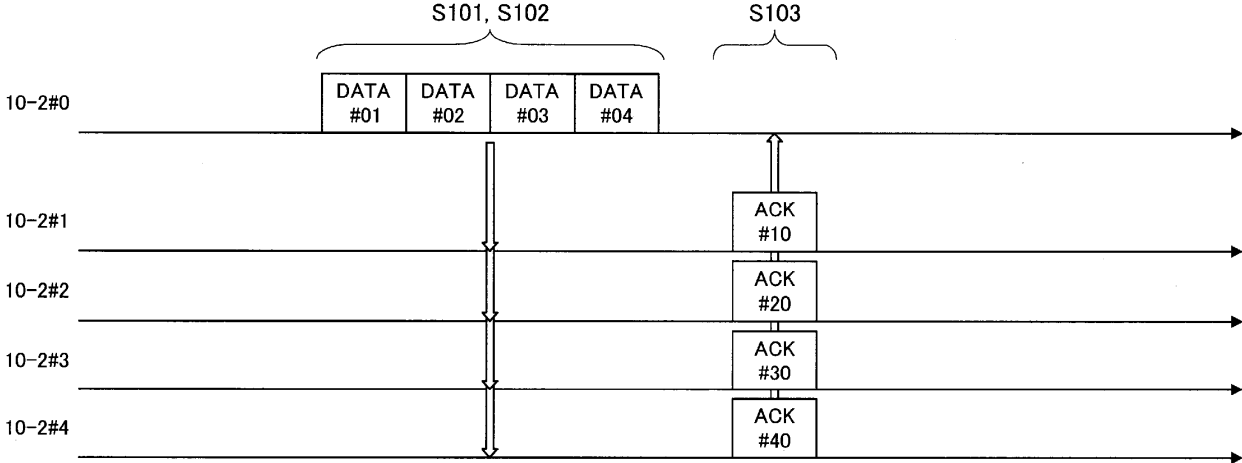 S101, S102
S103
10-2#0
DATA
#01
DATA
#02
DATA
#03
DATA
#04
10-2#1
ACK
#10
10-2#2
ACK
#20
10-2#3
ACK
#30
10-2#4
ACK
#40